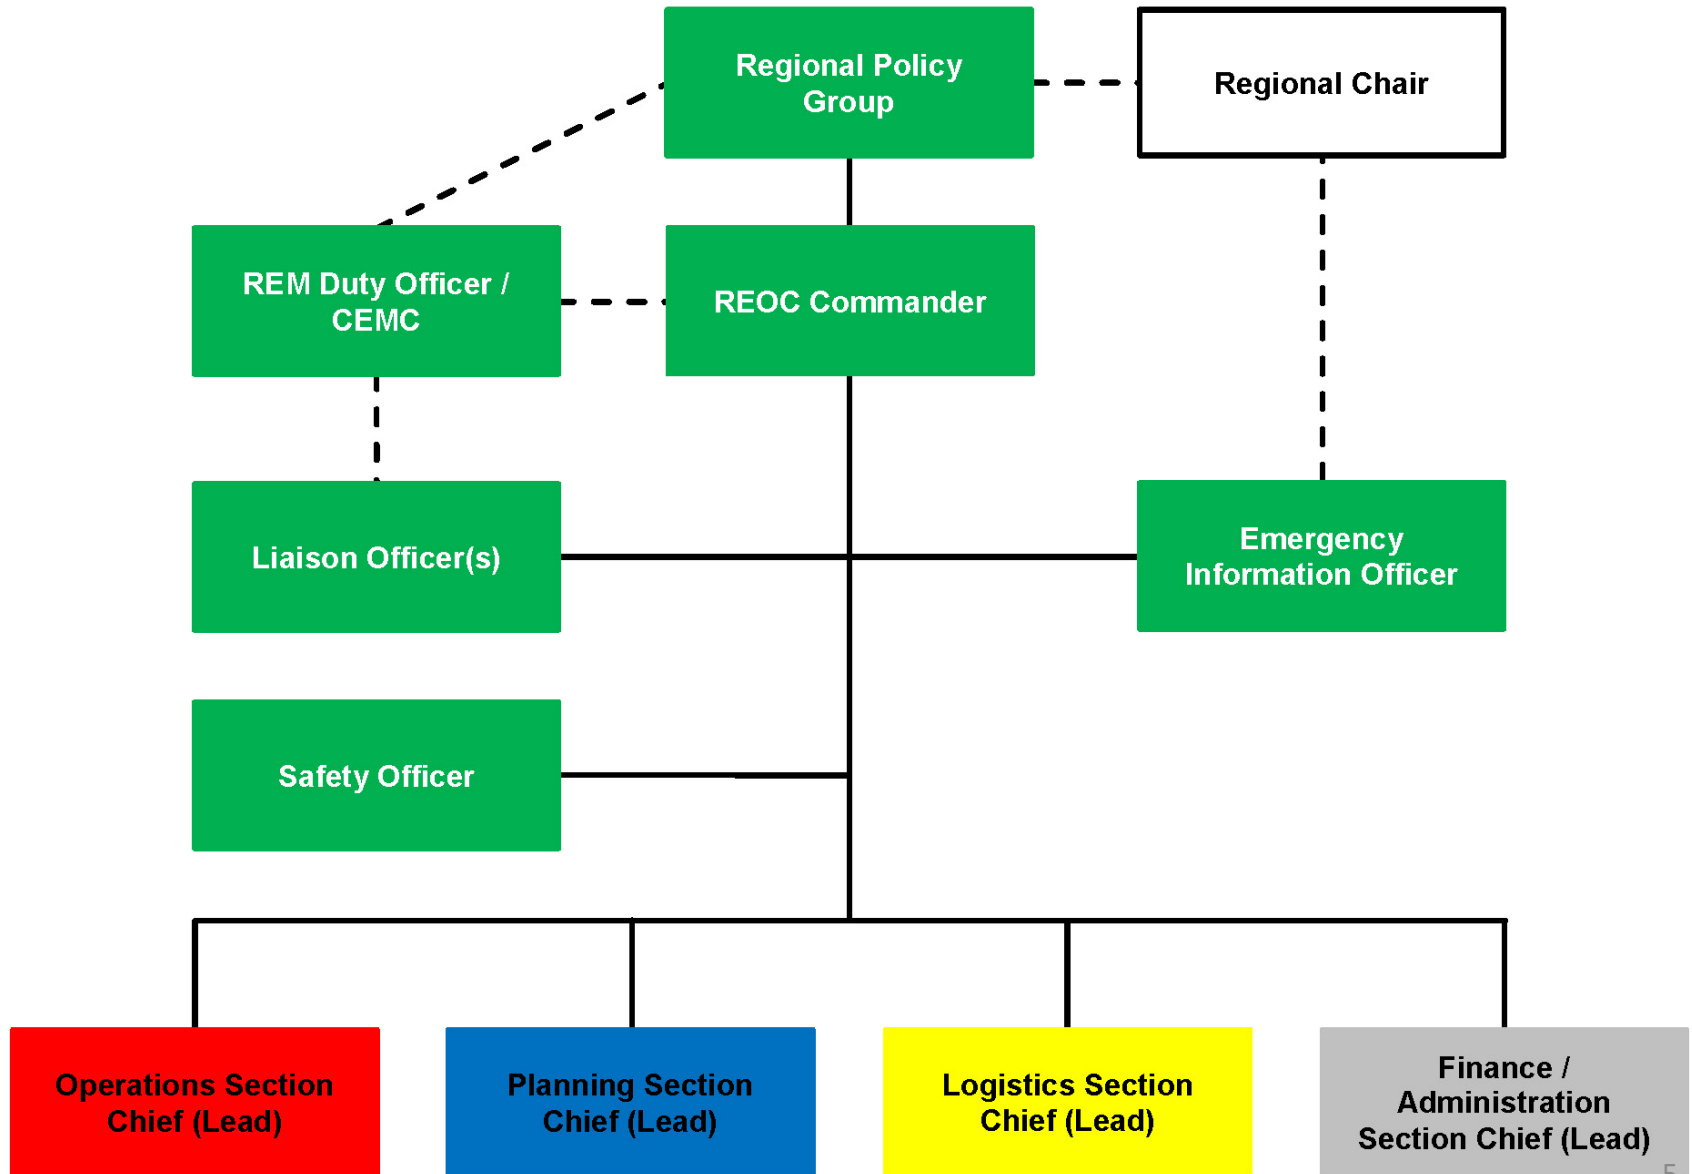 Regional Policy
Group
Regional Chair
REM Duty Officer /
CEMC
REOC Commander
Liaison Officer(s)
Emergency
Information Officer
Safety Officer
Operations Section
Chief (Lead)
Planning Section
Chief (Lead)
Logistics Section
Chief (Lead)
Finance /
Administration
Section Chief (Lead)
5